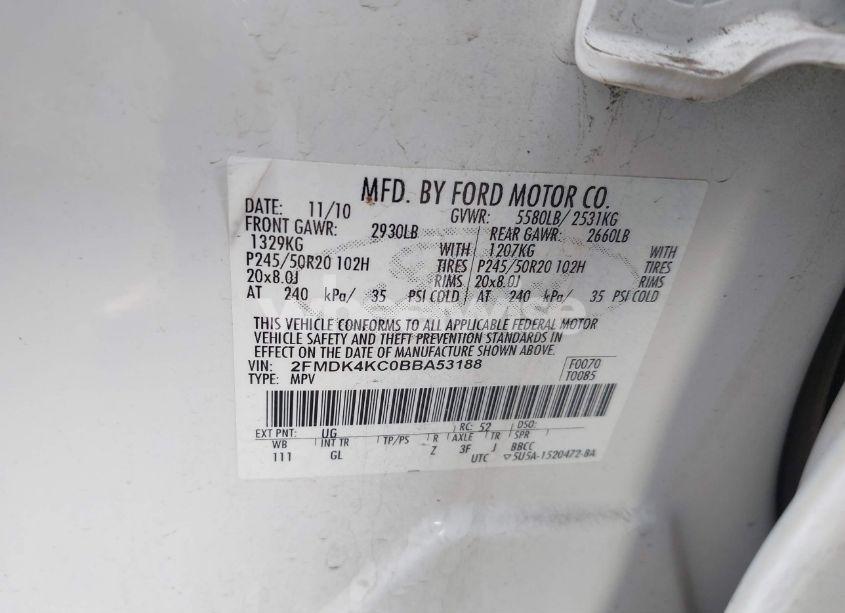 MFD. BY FORD MOTOR CO.
DATE: 11/10 GVWR: 5580LB/ 2531KG
FRONT GAWR: 2930LB REAR GAWR: 2660LB
1329KG WITH 1207KG WITH
P245/50R20 102H TIRES P245/50R20 102H TIRES
20x8.0J RIMS 20x8.0J RIMS
AT 240 kPa/ 35 PSI COLD AT 240 kPa/ 35 PSI COLD
THIS VEHICLE CONFORMS TO ALL APPLICABLE FEDERAL MOTOR
VEHICLE SAFETY AND THEFT PREVENTION STANDARDS IN
EFFECT ON THE DATE OF MANUFACTURE SHOWN ABOVE.
VIN: 2FMDK4KC0BBA53188 F0070
TYPE: MPV T0085
EXT PNT: UG RC: 52 DSO:
WB INT TR TP/PS R AXLE TR SPR
111 GL Z 3F J BBCC
UTC ▽5U5A-1520472-BA